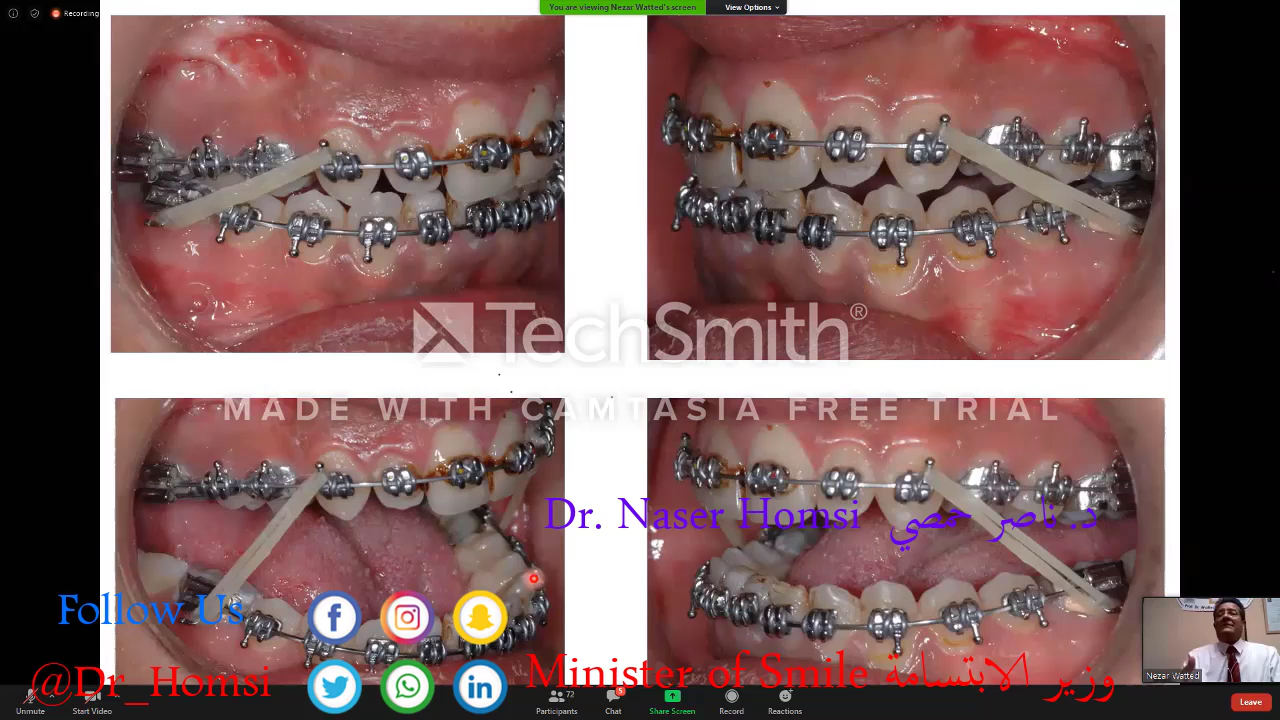 Recording
You are viewing Nezar Watted's screen
View Options
TechSmith®
MADE WITH CAMTASIA FREE TRIAL
Dr. Naser Homsi د. ناصر حمصي
Follow Us
@Dr_Homsi
Minister of Smile وزير الابتسامة
Nezar Watted
Unmute
Start Video
Participants
72
Chat
5
Share Screen
Record
Reactions
Leave